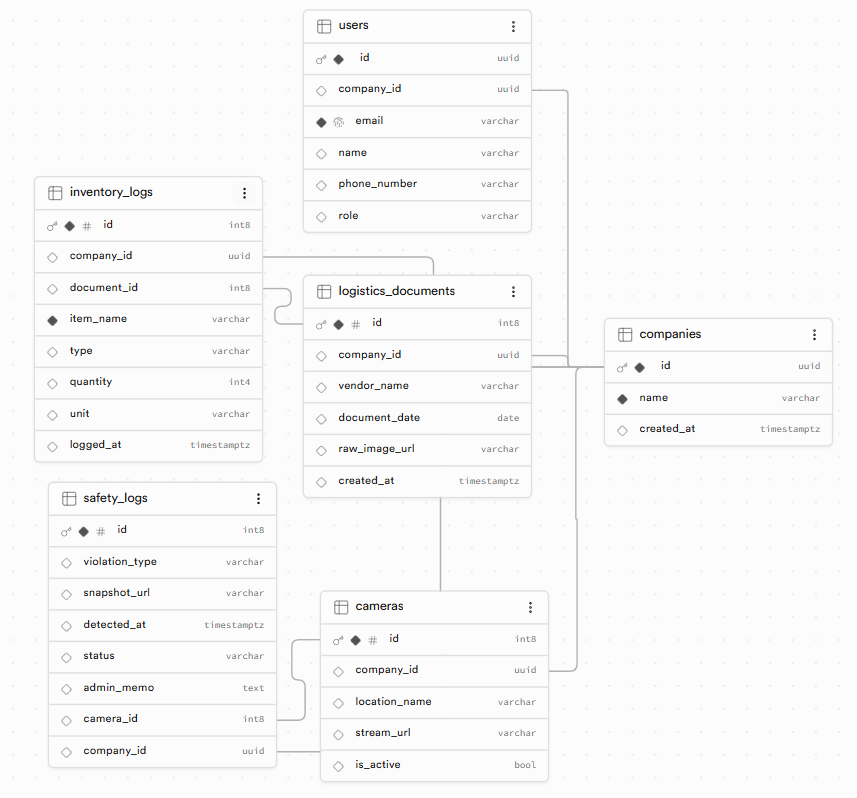 users
id uuid
company_id uuid
email varchar
name varchar
phone_number varchar
role varchar
inventory_logs
id int8
company_id uuid
document_id int8
item_name varchar
type varchar
quantity int4
unit varchar
logged_at timestamptz
logistics_documents
id int8
company_id uuid
vendor_name varchar
document_date date
raw_image_url varchar
created_at timestamptz
companies
id uuid
name varchar
created_at timestamptz
safety_logs
id int8
violation_type varchar
snapshot_url varchar
detected_at timestamptz
status varchar
admin_memo text
camera_id int8
company_id uuid
cameras
id int8
company_id uuid
location_name varchar
stream_url varchar
is_active bool